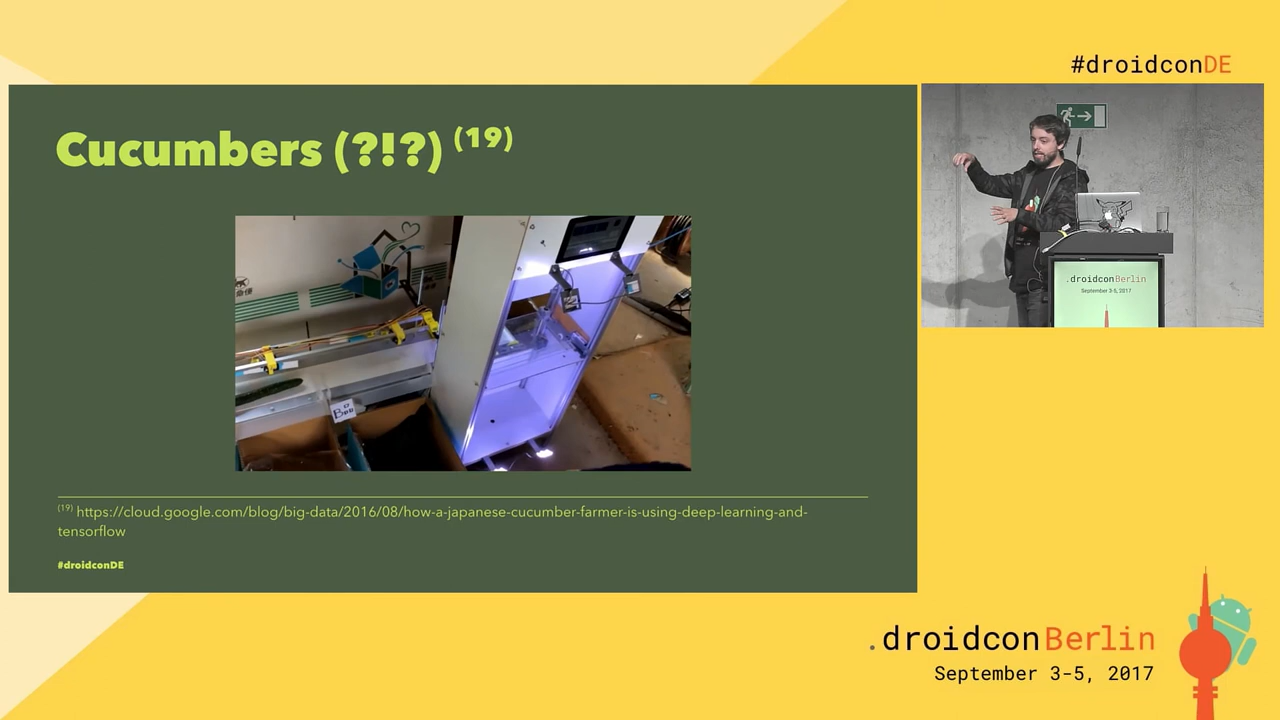 #droidconDE
Cucumbers (?!?) (19)
(19) https://cloud.google.com/blog/big-data/2016/08/how-a-japanese-cucumber-farmer-is-using-deep-learning-and-
tensorflow
#droidconDE
.droidconBerlin
September 3-5, 2017
.droidconBerlin
September 3-5, 2017